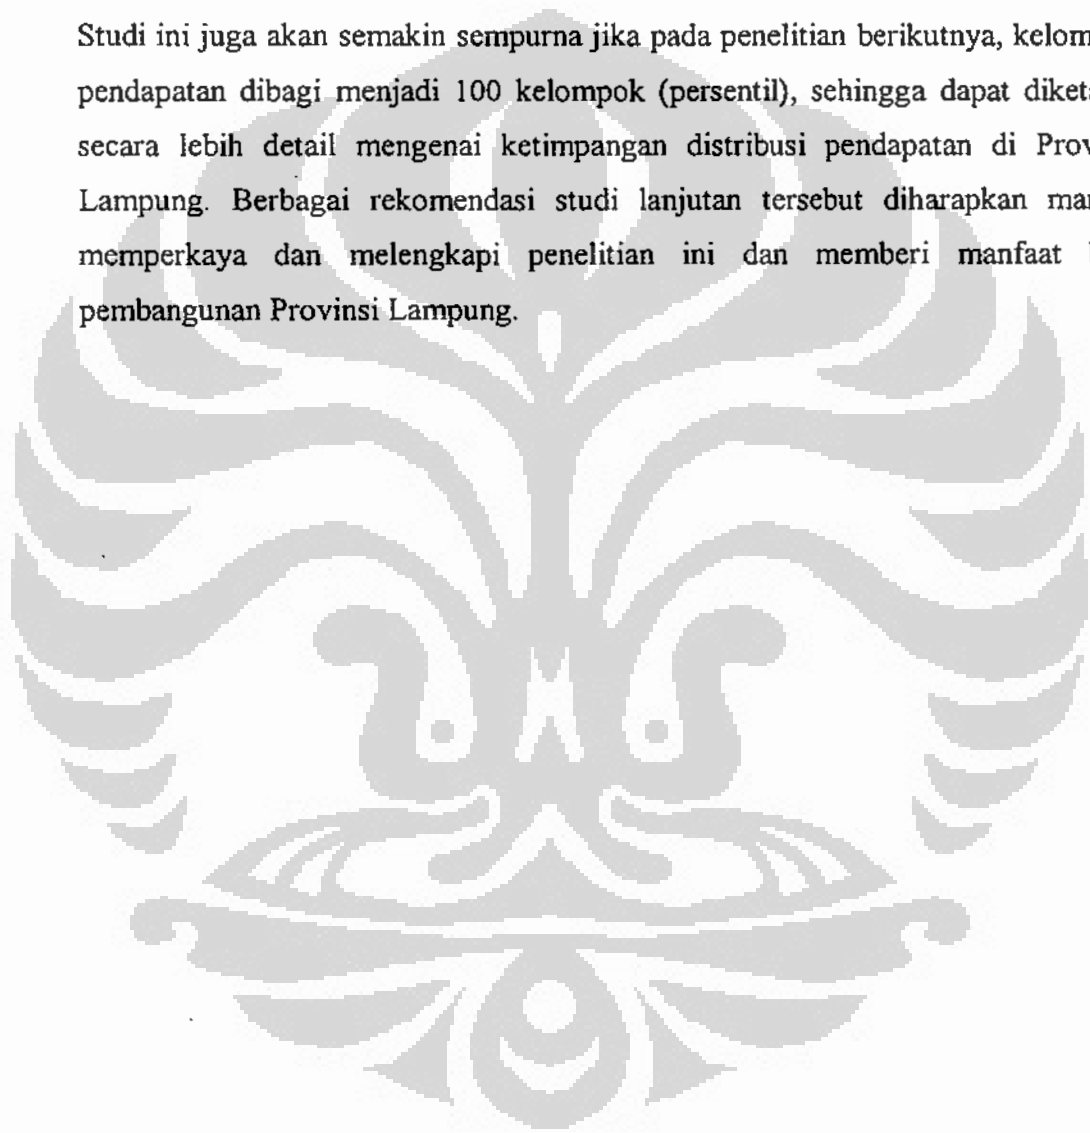 Studi ini juga akan semakin sempurna jika pada penelitian berikutnya, kelom
pendapatan dibagi menjadi 100 kelompok (persentil), sehingga dapat diket
secara lebih detail mengenai ketimpangan distribusi pendapatan di Prov
Lampung. Berbagai rekomendasi studi lanjutan tersebut diharapkan ma
memperkaya dan melengkapi penelitian ini dan memberi manfaat
pembangunan Provinsi Lampung.